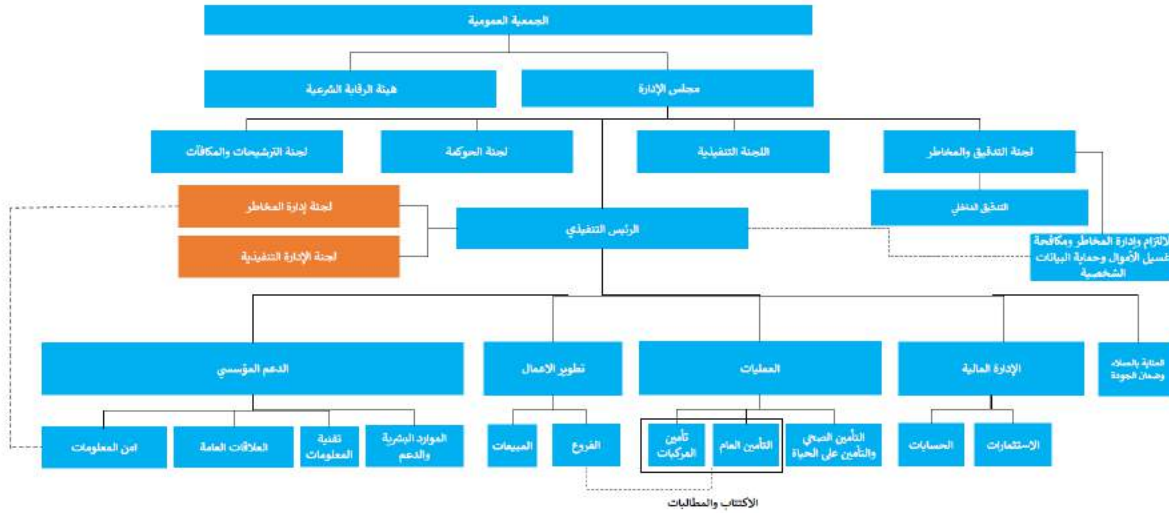 الجمعية العمومية
مجلس الإدارة
هيئة الرقابة الشرعية
لجنة التدقيق والمخاطر
اللجنة التنفيذية
لجنة الحوكمة
لجنة الترشيحات والمكافآت
التدقيق الداخلي
لجنة إدارة المخاطر
الرئيس التنفيذي
لجنة الإدارة التنفيذية
الالتزام وإدارة المخاطر ومكافحة
غسيل الأموال وحماية البيانات
الشخصية
العناية بالعملاء
وضمان الجودة
الإدارة المالية
العمليات
تطوير الاعمال
الدعم المؤسسي
الاستثمارات
الحسابات
التأمين الصحي
والتأمين على الحياة
التأمين العام
تأمين
المركبات
الفروع
المبيعات
الموارد البشرية
والدعم
تقنية
المعلومات
العلاقات العامة
امن المعلومات
الاكتتاب والمطالبات